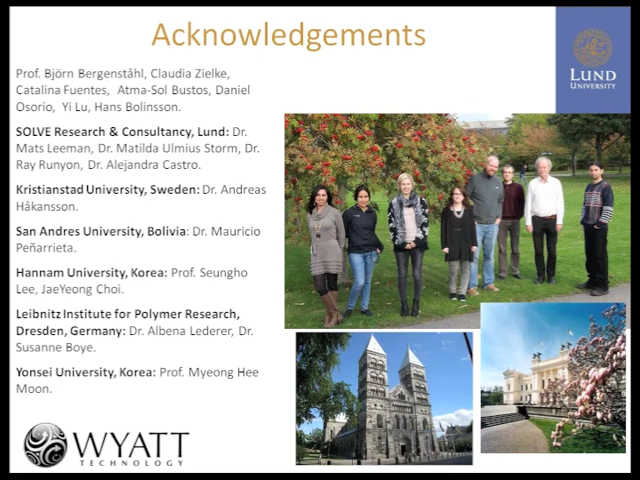 Acknowledgements
LUND
UNIVERSITY
Prof. Björn Bergenståhl, Claudia Zielke,
Catalina Fuentes, Atma-Sol Bustos, Daniel
Osorio, Yi Lu, Hans Bolinsson.
SOLVE Research & Consultancy, Lund: Dr.
Mats Leeman, Dr. Matilda Ulmius Storm, Dr.
Ray Runyon, Dr. Alejandra Castro.
Kristianstad University, Sweden: Dr. Andreas
Håkansson.
San Andres University, Bolivia: Dr. Mauricio
Peñarrieta.
Hannam University, Korea: Prof. Seungho
Lee, JaeYeong Choi.
Leibnitz Institute for Polymer Research,
Dresden, Germany: Dr. Albena Lederer, Dr.
Susanne Boye.
Yonsei University, Korea: Prof. Myeong Hee
Moon.
WYATT
TECHNOLOGY